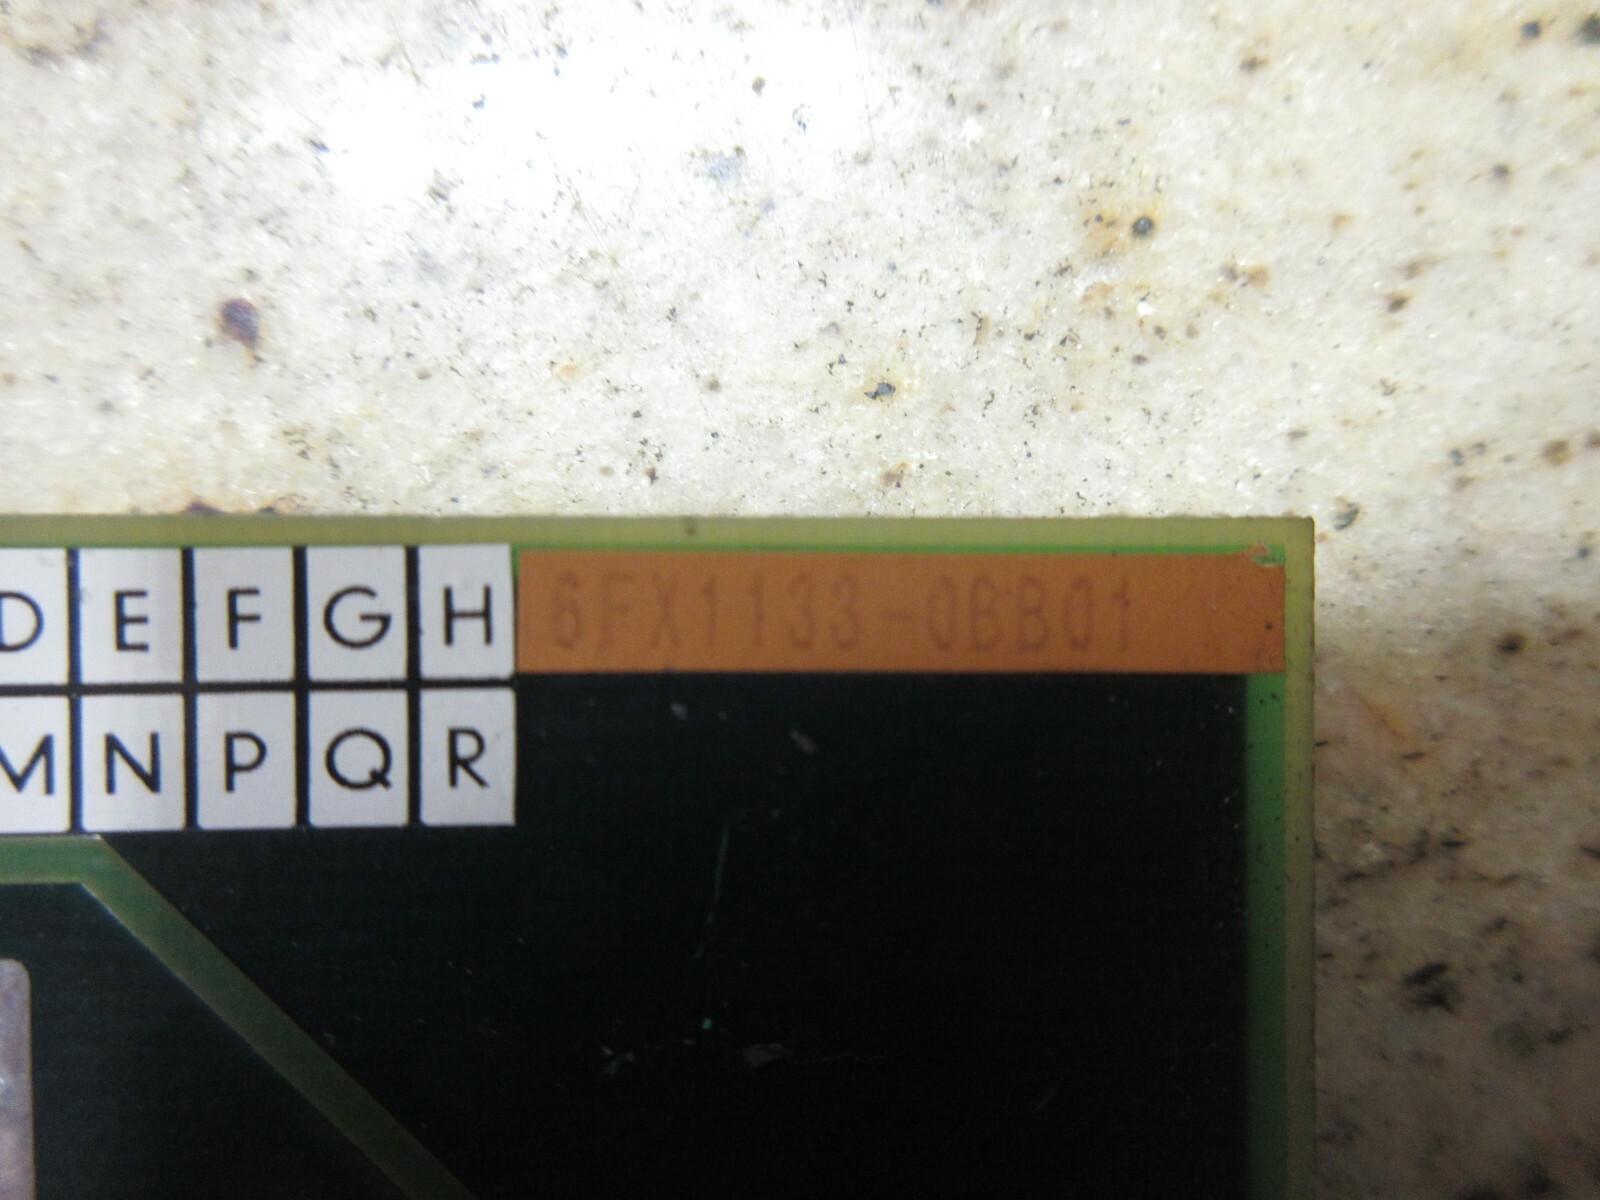 D E F G H 6FX1133-0BB01
M N P Q R